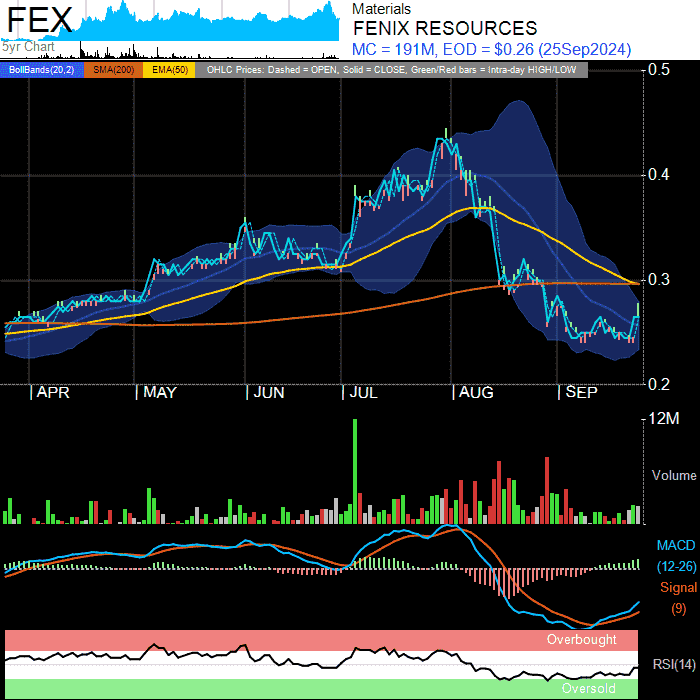 FEX
5yr Chart
Materials
FENIX RESOURCES
MC = 191M, EOD = $0.26 (25Sep2024)
BollBands(20,2) SMA(200) EMA(50) OHLC Prices: Dashed = OPEN, Solid = CLOSE, Green/Red bars = Intra-day HIGH/LOW
0.5
0.4
0.3
0.2
APR MAY JUN JUL AUG SEP
12M
Volume
MACD
(12-26)
Signal
(9)
Overbought
RSI(14)
Oversold